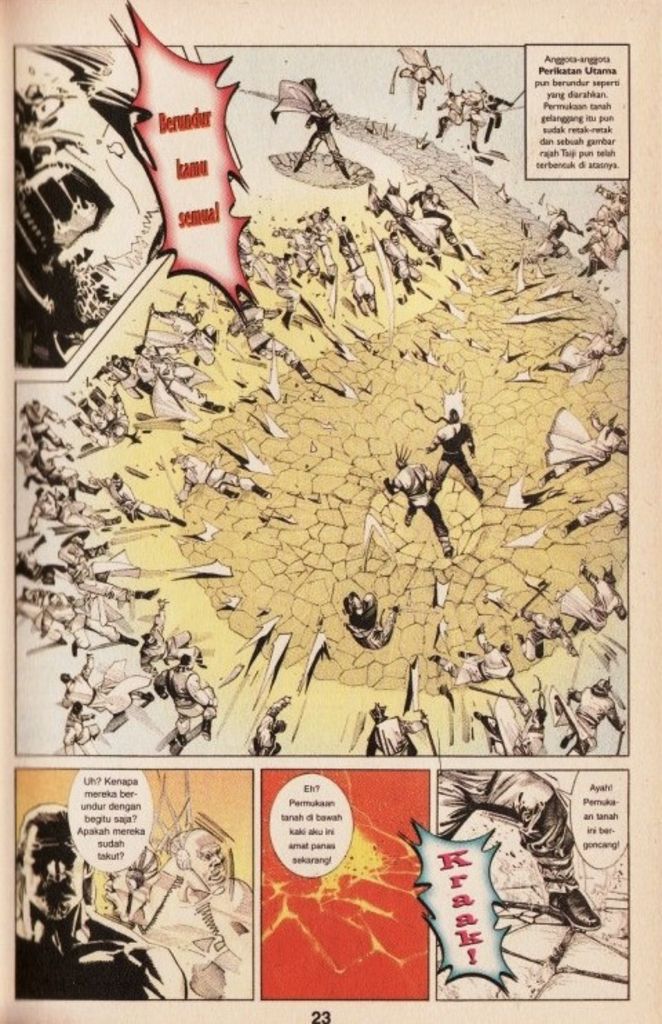 Berundur
kamu
semua!
Anggota-anggota
Perikatan Utama
pun berundur seperti
yang diarahkan.
Permukaan tanah
gelanggang itu pun
sudak retak-retak
dan sebuah gambar
rajah Taiji pun telah
terbentuk di atasnya.
Uh? Kenapa
mereka ber-
undur dengan
begitu saja?
Apakah mereka
sudah
takut?
Eh?
Permukaan
tanah di bawah
kaki aku ini
amat panas
sekarang!
Ayah!
Pemuka-
an tanah
ini ber-
goncang!
Kraak!
23